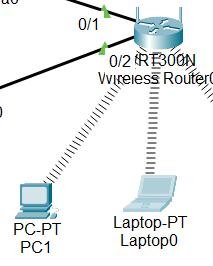 0/1
0/2 RT300N
Wireless Router0
PC-PT
PC1
Laptop-PT
Laptop0